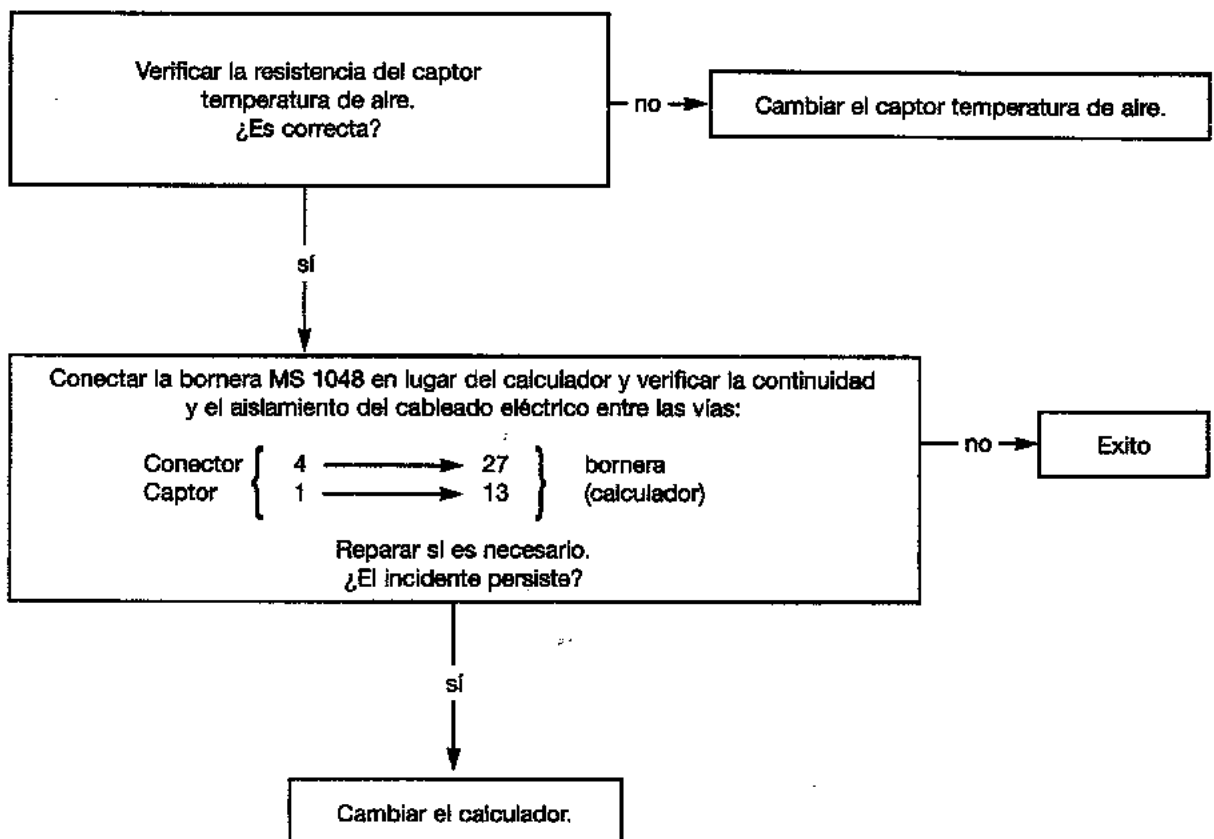 Verificar la resistencia del captor
temperatura de aire.
¿Es correcta?
no
Cambiar el captor temperatura de aire.
sí
Conectar la bornera MS 1048 en lugar del calculador y verificar la continuidad
y el aislamiento del cableado eléctrico entre las vías:
Conector 4 27 bornera
Captor 1 13 (calculador)
Reparar si es necesario.
¿El incidente persiste?
no
Exito
sí
Cambiar el calculador.